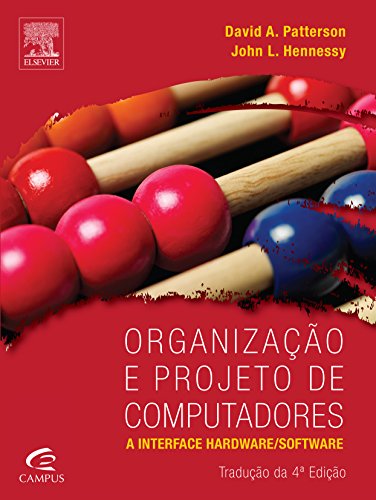 David A. Patterson
John L. Hennessy
ELSEVIER
ORGANIZAÇÃO
E PROJETO DE
COMPUTADORES
A INTERFACE HARDWARE/SOFTWARE
Tradução da 4ª Edição
CAMPUS